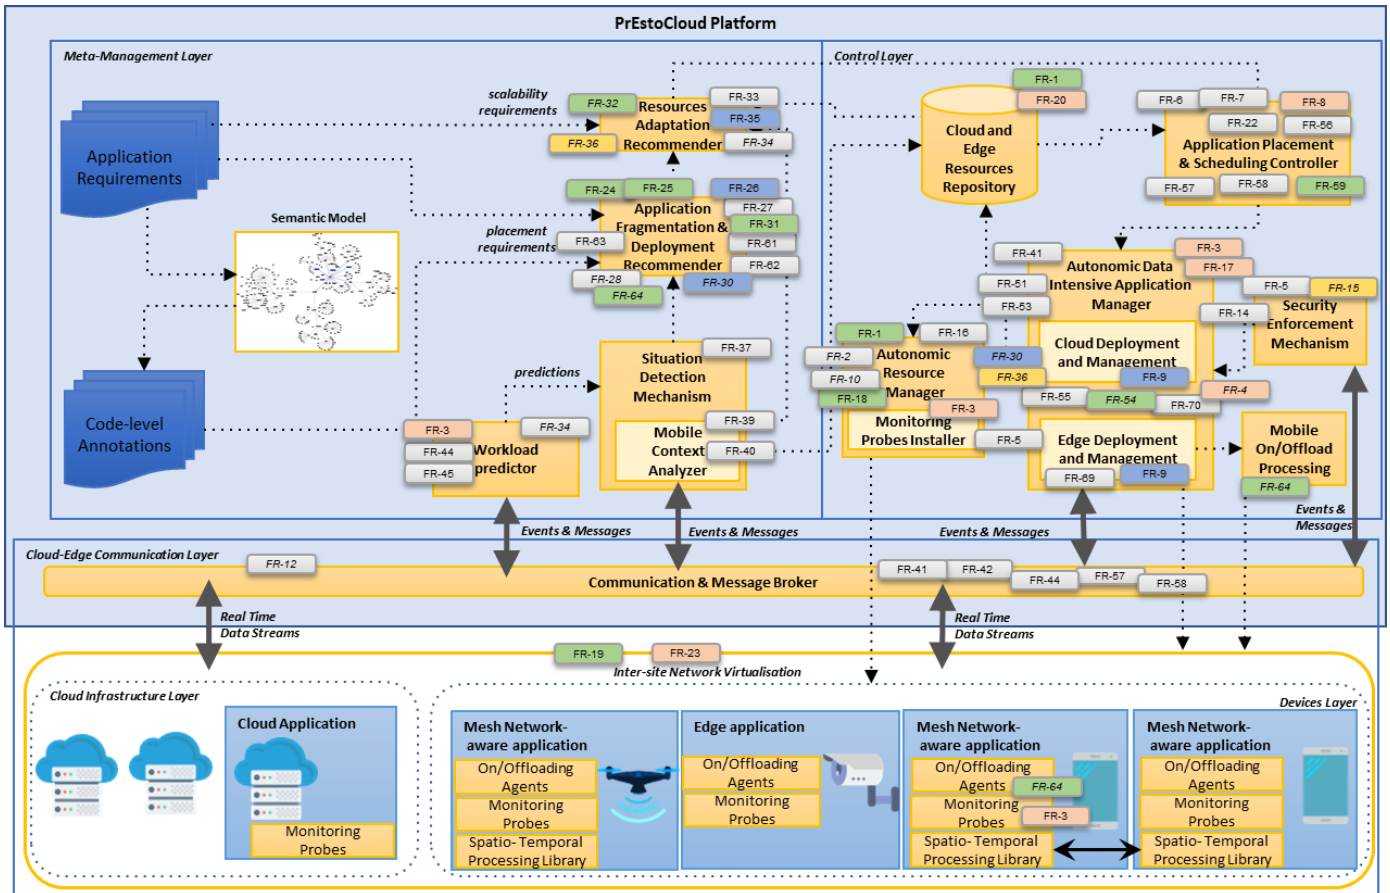 PrEstoCloud Platform
Meta-Management Layer
Application
Requirements
Semantic Model
Code-level
Annotations
scalability
requirements
FR-32
FR-33
Resources
Adaptation
Recommender
FR-35
FR-36
FR-34
placement
requirements
FR-24
FR-25
FR-26
Application
Fragmentation &
Deployment
Recommender
FR-27
FR-31
FR-63
FR-61
FR-62
FR-28
FR-64
FR-30
predictions
FR-37
Situation
Detection
Mechanism
FR-39
Mobile
Context
Analyzer
FR-40
FR-3
FR-34
FR-44
Workload
predictor
FR-45
Control Layer
FR-1
FR-20
Cloud and
Edge
Resources
Repository
FR-6
FR-7
FR-8
FR-22
FR-56
Application Placement
& Scheduling Controller
FR-57
FR-58
FR-59
FR-41
FR-3
FR-17
Autonomic Data
Intensive Application
Manager
FR-51
FR-53
FR-5
FR-15
FR-14
Security
Enforcement
Mechanism
Cloud Deployment
and Management
FR-9
FR-4
FR-1
FR-16
FR-2
Autonomic
Resource
Manager
FR-30
FR-10
FR-36
FR-18
FR-3
Monitoring
Probes Installer
FR-5
FR-55
FR-54
FR-70
Edge Deployment
and Management
FR-69
FR-9
Mobile
On/Offload
Processing
FR-64
Events & Messages
Events & Messages
Events & Messages
Events &
Messages
Cloud-Edge Communication Layer
FR-12
Communication & Message Broker
FR-41
FR-42
FR-44
FR-57
FR-58
Real Time
Data Streams
Real Time
Data Streams
FR-19
FR-23
Inter-site Network Virtualisation
Cloud Infrastructure Layer
Cloud Application
Monitoring
Probes
Devices Layer
Mesh Network-
aware application
On/Offloading
Agents
Monitoring
Probes
Spatio- Temporal
Processing Library
Edge application
On/Offloading
Agents
Monitoring
Probes
Mesh Network-
aware application
On/Offloading
Agents
FR-64
Monitoring
Probes
FR-3
Spatio- Temporal
Processing Library
Mesh Network-
aware application
On/Offloading
Agents
Monitoring
Probes
Spatio- Temporal
Processing Library